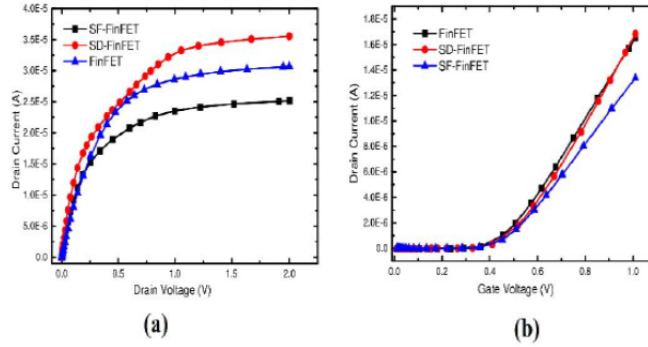 4.0E-5
3.5E-5
3.0E-5
2.5E-5
2.0E-5
1.5E-5
1.0E-5
5.0E-6
0.0
Drain Current (A)
SF-FinFET
SD-FinFET
FinFET
0.0 0.5 1.0 1.5 2.0
Drain Voltage (V)
(a)
1.8E-5
1.6E-5
1.4E-5
1.2E-5
1.0E-5
8.0E-6
6.0E-6
4.0E-6
2.0E-6
0.0
Drain Current (A)
FinFET
SD-FinFET
SF-FinFET
0.0 0.2 0.4 0.6 0.8 1.0
Gate Voltage (V)
(b)